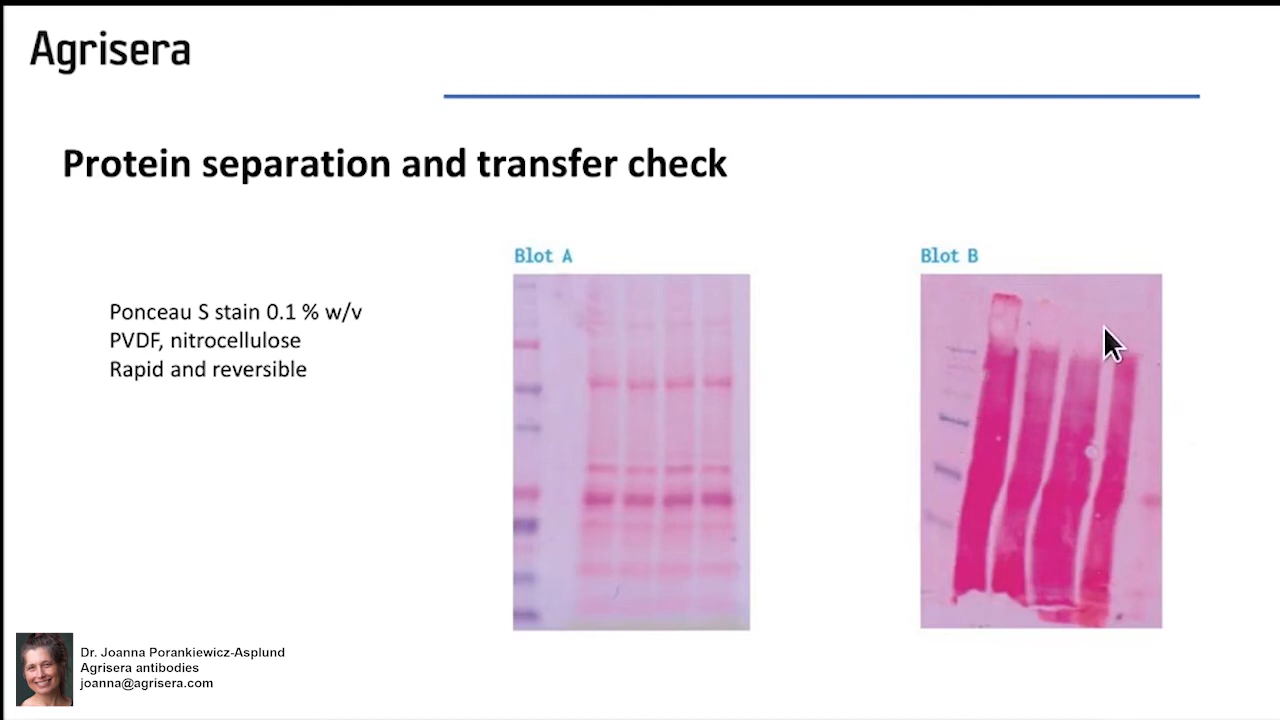 Agrisera
Protein separation and transfer check
Blot A
Blot B
Ponceau S stain 0.1 % w/v
PVDF, nitrocellulose
Rapid and reversible
Dr. Joanna Porankiewicz-Asplund
Agrisera antibodies
joanna@agrisera.com